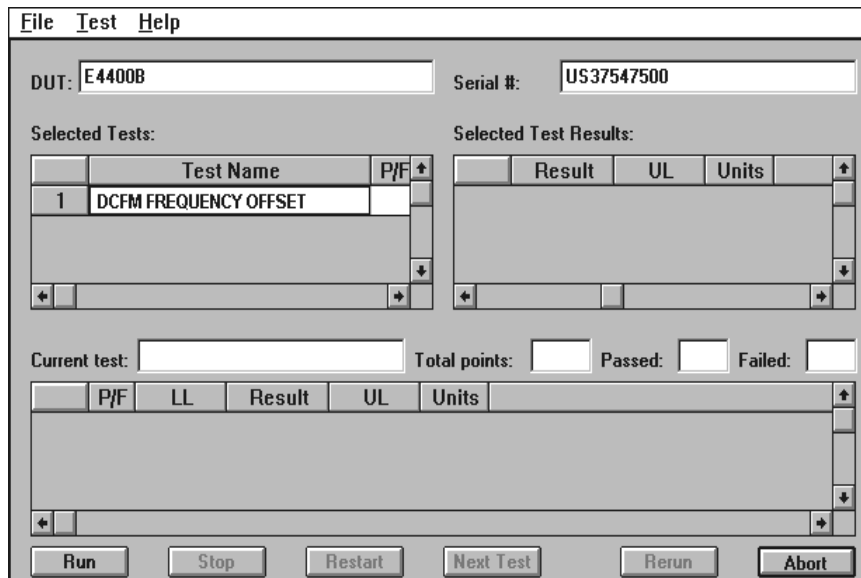 File Test Help
DUT: E4400B Serial #: US37547500
Selected Tests: Selected Test Results:
Test Name P/F Result UL Units
1 DCFM FREQUENCY OFFSET
Current test: Total points: Passed: Failed:
P/F LL Result UL Units
Run Stop Restart Next Test Rerun Abort